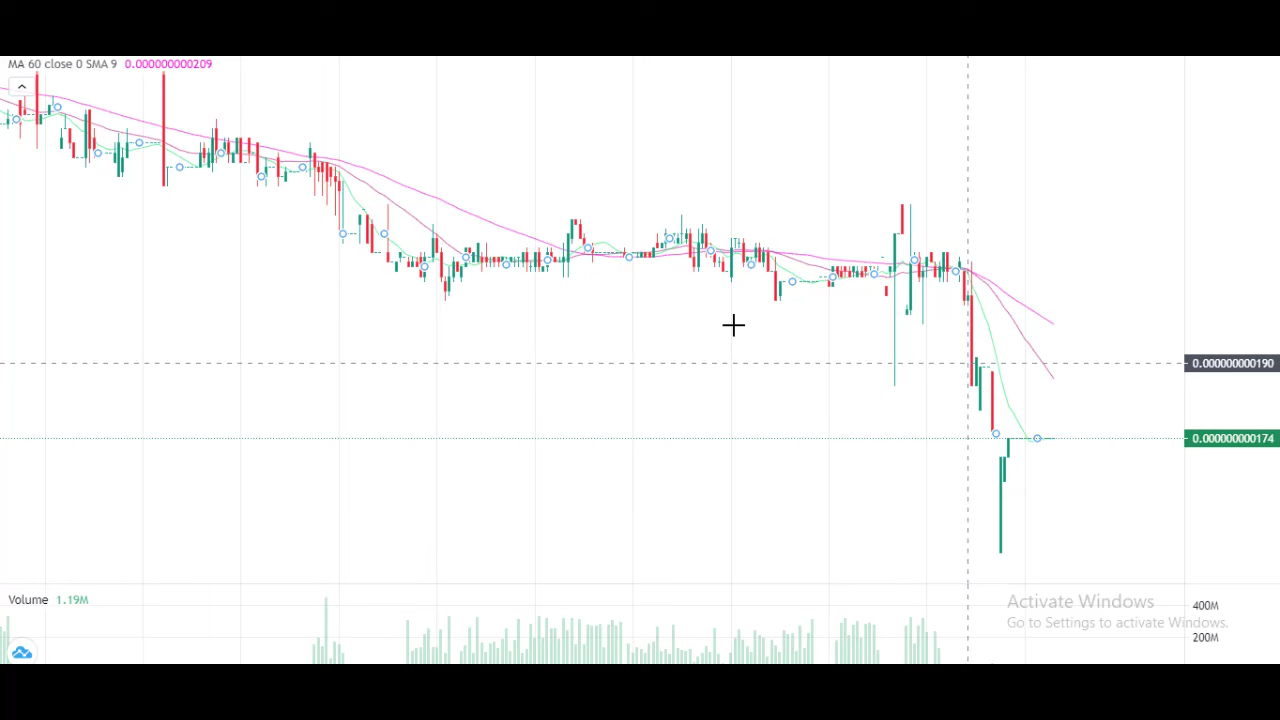 MA 60 close 0 SMA 9 0.000000000209
0.000000000190
0.000000000174
Volume 1.19M
400M
200M
Activate Windows
Go to Settings to activate Windows.